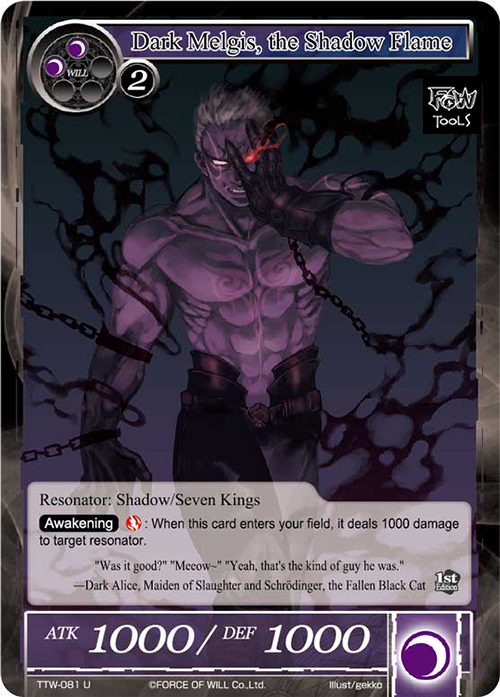 Dark Melgis, the Shadow Flame
WILL
2
FoW
TooLS
Resonator: Shadow/Seven Kings
Awakening : When this card enters your field, it deals 1000 damage
to target resonator.
"Was it good?" "Meeow~" "Yeah, that's the kind of guy he was."
—Dark Alice, Maiden of Slaughter and Schrödinger, the Fallen Black Cat
1st
Edition
ATK 1000 / DEF 1000
TTW-081 U ©FORCE OF WILL Co.,Ltd. Illust/gekko